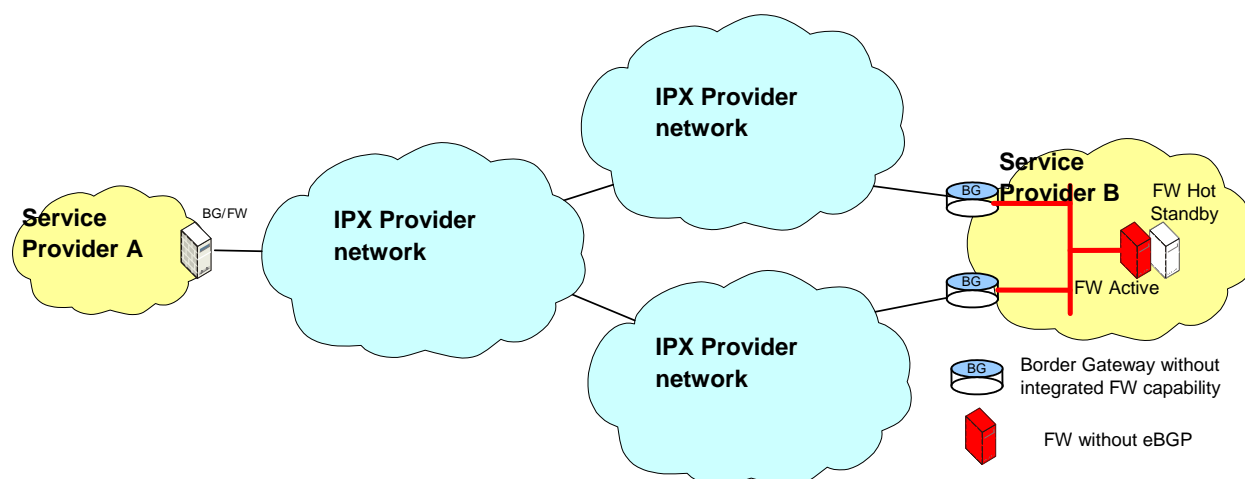 IPX Provider
network
Service
Provider B
BG
FW Hot
Standby
BG/FW
Service
Provider A
IPX Provider
network
BG
FW Active
IPX Provider
network
BG
Border Gateway without
integrated FW capability
FW without eBGP